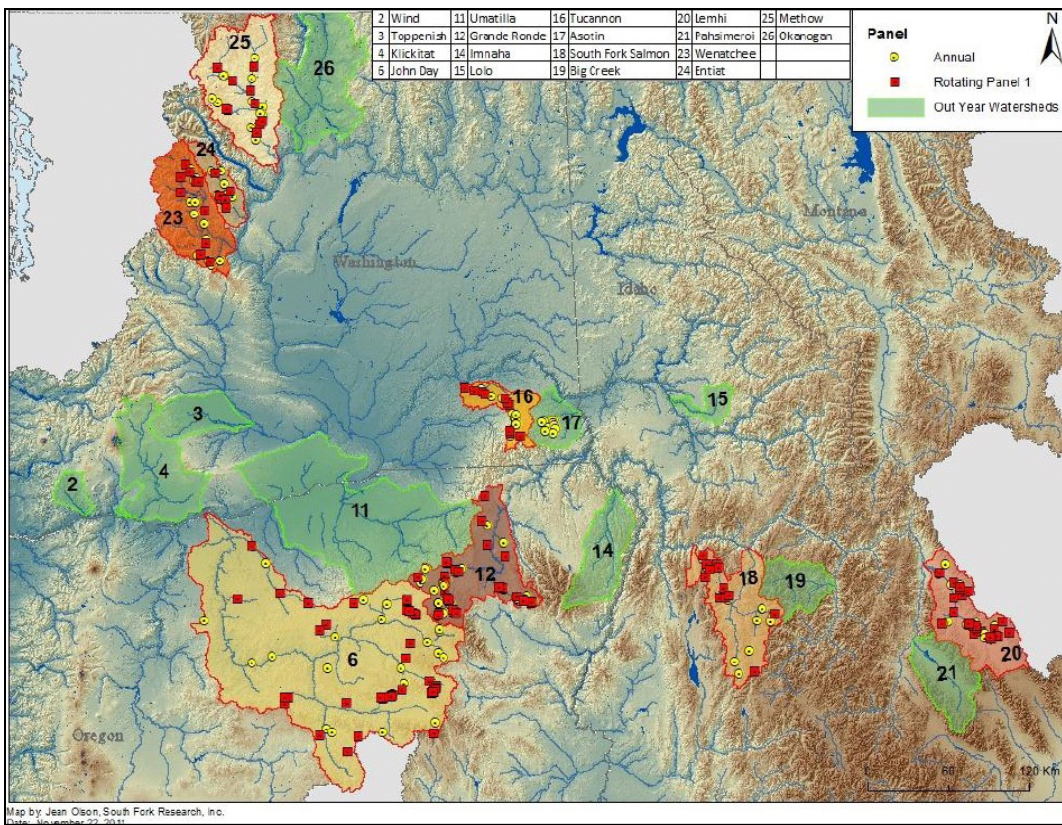 2 Wind 11 Umatilla 16 Tucannon 20 Lemhi 25 Methow
3 Toppenish 12 Grande Ronde 17 Asotin 21 Pahsimeroi 26 Okanogan
4 Klickitat 14 Imnaha 18 South Fork Salmon 23 Wenatchee
6 John Day 15 Lolo 19 Big Creek 24 Entiat
N
Panel
Annual
Rotating Panel 1
Out Year Watersheds
25
26
24
23
Montana
Washington
Idaho
3
16
15
17
4
2
11
14
12
18
19
6
20
21
Oregon
0 60 120 Km
Map by: Jean Olson, South Fork Research, Inc.
Date: November 22, 2011